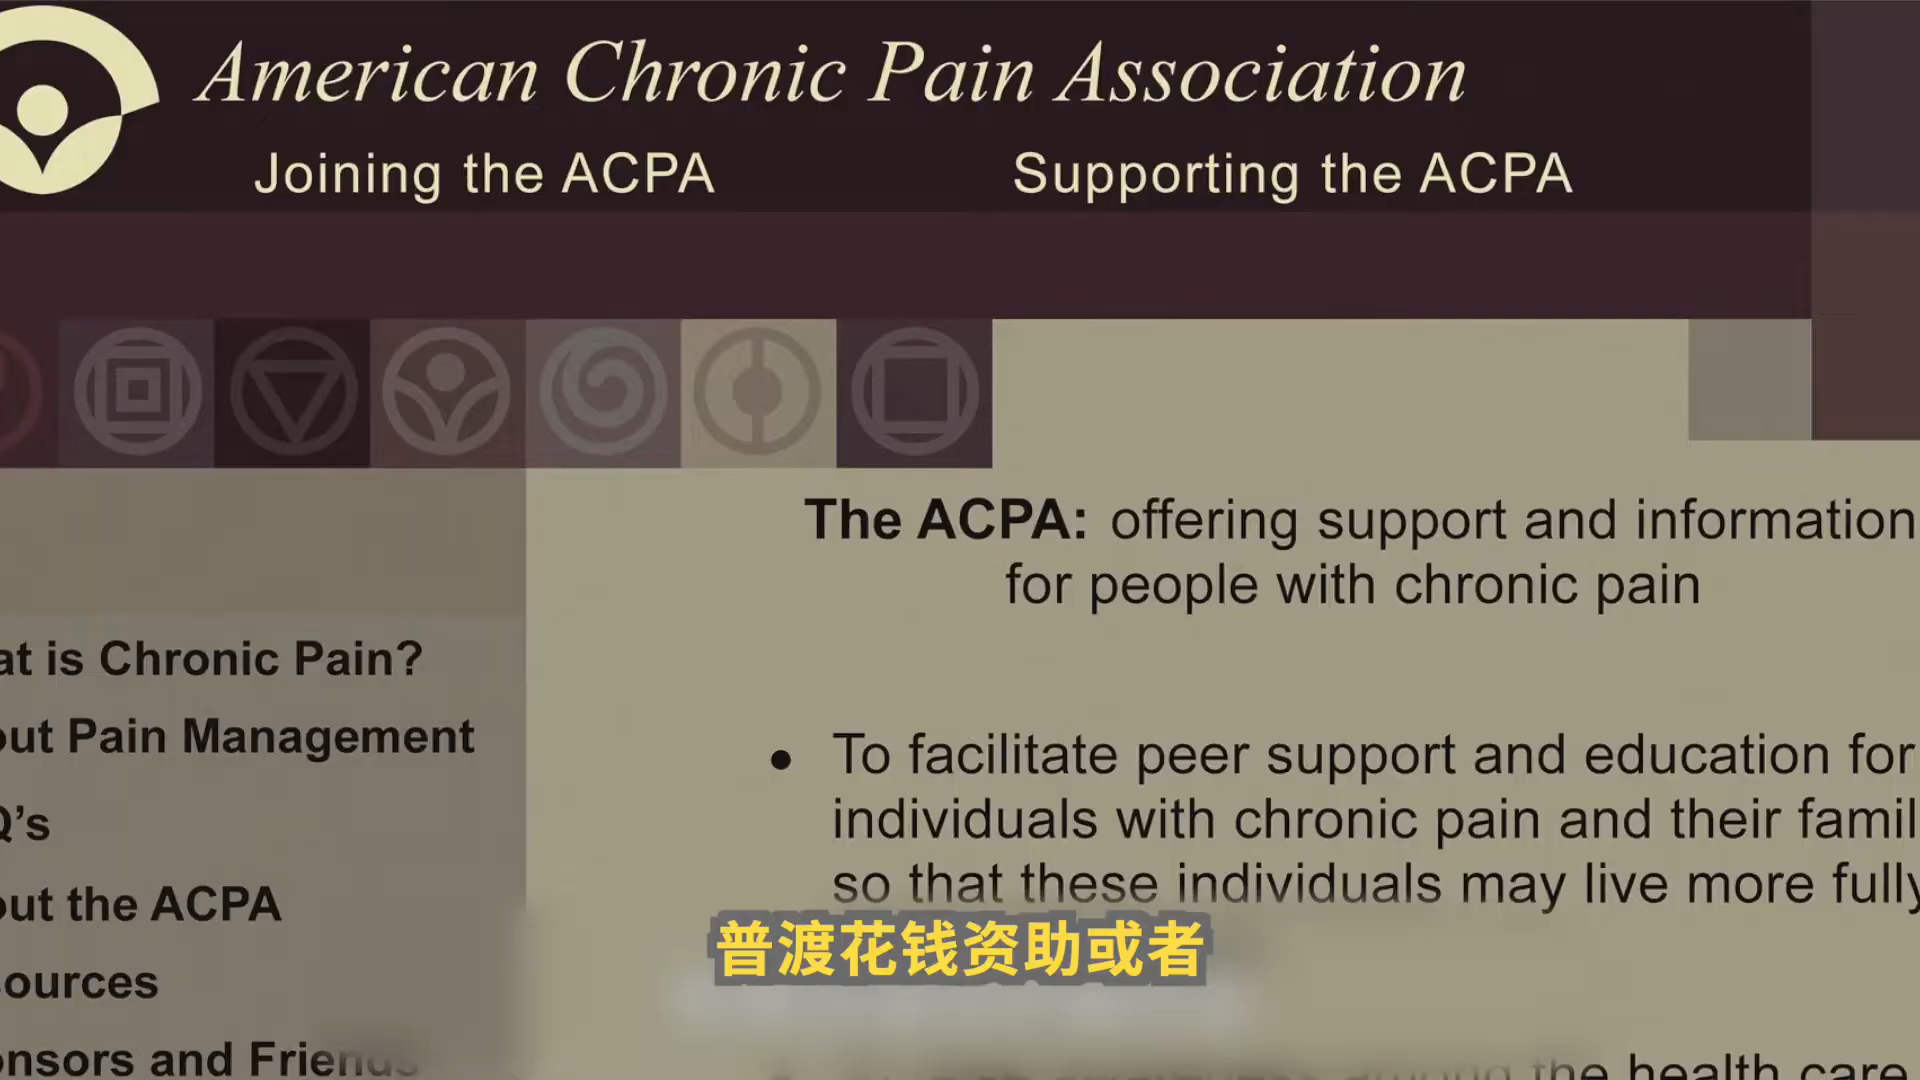 American Chronic Pain Association
Joining the ACPA
Supporting the ACPA
The ACPA: offering support and information
for people with chronic pain
at is Chronic Pain?
out Pain Management
Q's
out the ACPA
sources
onsors and Friends
• To facilitate peer support and education for
individuals with chronic pain and their famil
so that these individuals may live more fully
the health care
普渡花钱资助或者